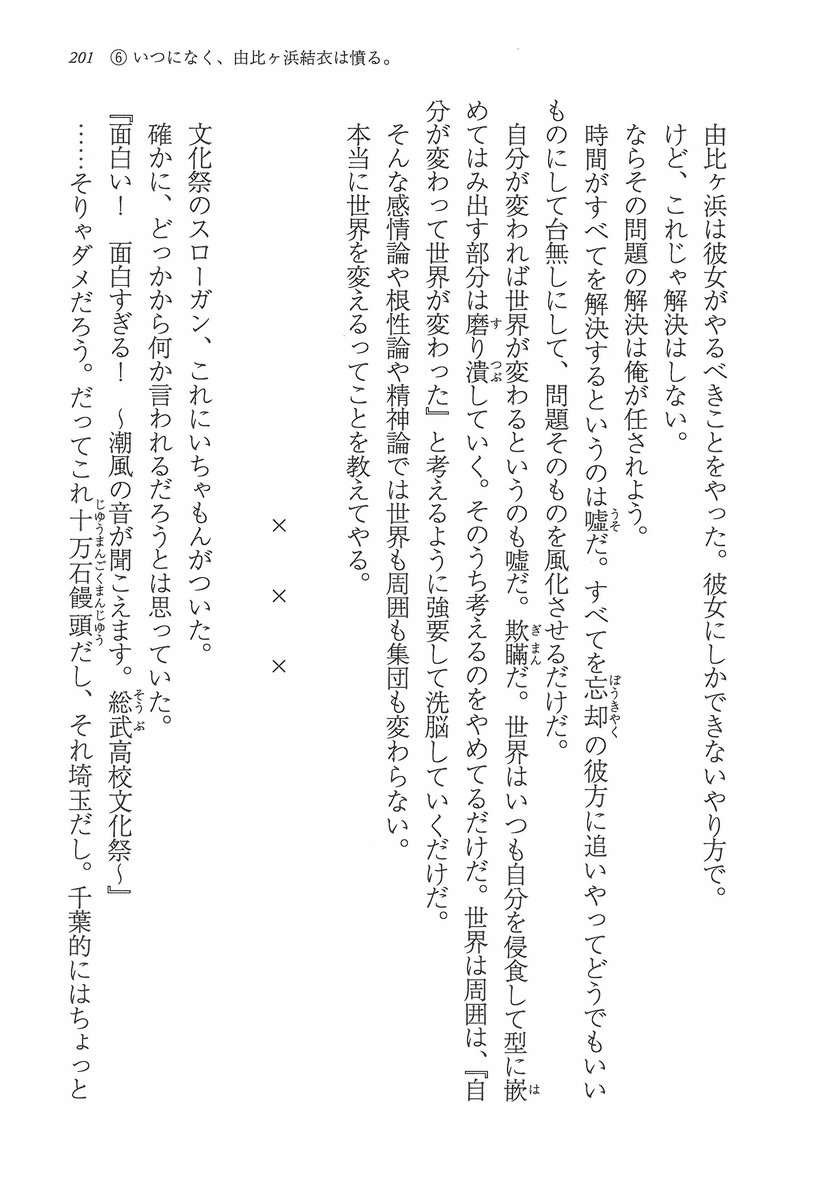 201 ⑥ いつになく、由比ヶ浜結衣は憤る。
由比ヶ浜は彼女がやるべきことをやった。彼女にしかできないやり方で。
けど、これじゃ解決はしない。
ならその問題の解決は俺が任されよう。
時間がすべてを解決するというのは嘘だ。すべてを忘却の彼方に追いやってどうでもいい
ものにして台無しにして、問題そのものを風化させるだけだ。
自分が変われば世界が変わるというのも嘘だ。欺瞞だ。世界はいつも自分を侵食して型に嵌
めてはみ出す部分は磨り潰していく。そのうち考えるのをやめてるだけだ。世界は周囲は、『自
分が変わって世界が変わった』と考えるように強要して洗脳していくだけだ。
そんな感情論や根性論や精神論では世界も周囲も集団も変わらない。
本当に世界を変えるってことを教えてやる。
× × ×
文化祭のスローガン、これにいちゃもんがついた。
確かに、どっかから何か言われるだろうとは思っていた。
『面白い！　面白すぎる！　〜潮風の音が聞こえます。総武高校文化祭〜』
……そりゃダメだろう。だってこれ十万石饅頭だし、それ埼玉だし。千葉的にはちょっと